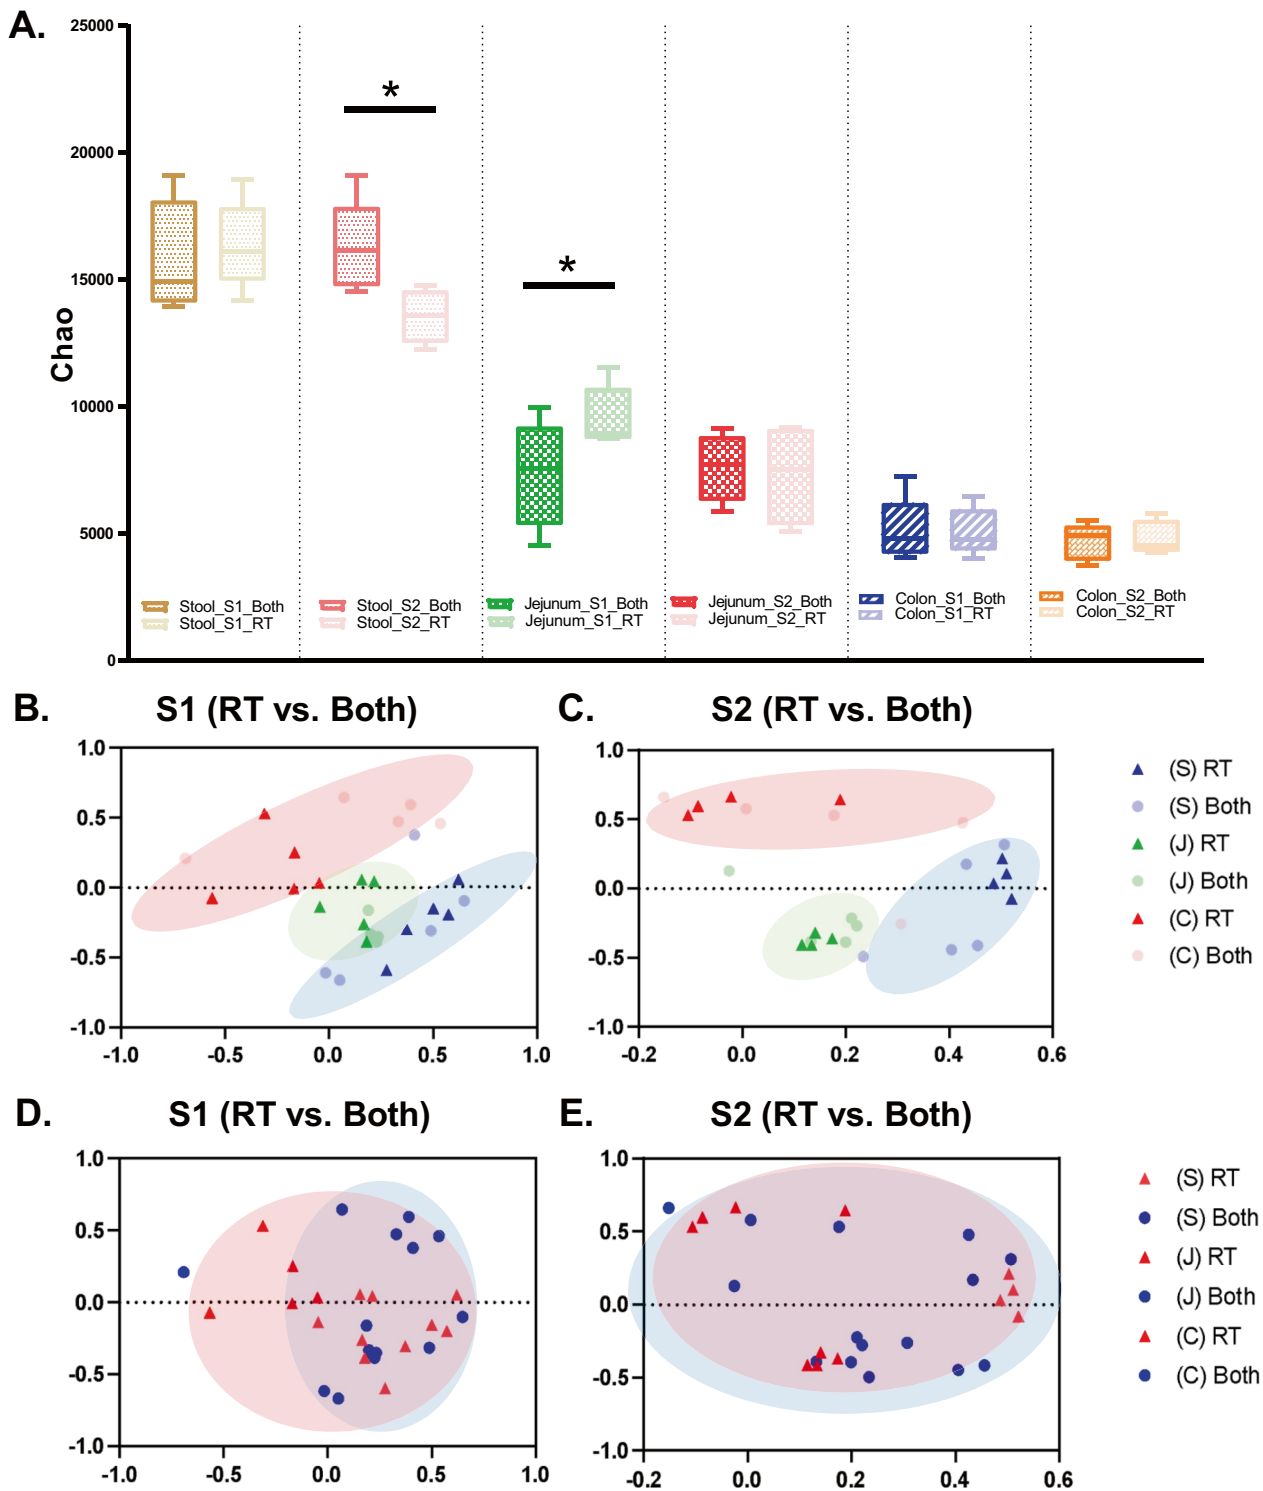 A.
25000
20000
15000
10000
5000
0
Chao
*
*
Stool_S1_Both
Stool_S1_RT
Stool_S2_Both
Stool_S2_RT
Jejunum_S1_Both
Jejunum_S1_RT
Jejunum_S2_Both
Jejunum_S2_RT
Colon_S1_Both
Colon_S1_RT
Colon_S2_Both
Colon_S2_RT
B.
S1 (RT vs. Both)
1.0
0.5
0.0
-0.5
-1.0
-1.0 -0.5 0.0 0.5 1.0
C.
S2 (RT vs. Both)
1.0
0.5
0.0
-0.5
-1.0
-0.2 0.0 0.2 0.4 0.6
(S) RT
(S) Both
(J) RT
(J) Both
(C) RT
(C) Both
D.
S1 (RT vs. Both)
1.0
0.5
0.0
-0.5
-1.0
-1.0 -0.5 0.0 0.5 1.0
E.
S2 (RT vs. Both)
1.0
0.5
0.0
-0.5
-1.0
-0.2 0.0 0.2 0.4 0.6
(S) RT
(S) Both
(J) RT
(J) Both
(C) RT
(C) Both